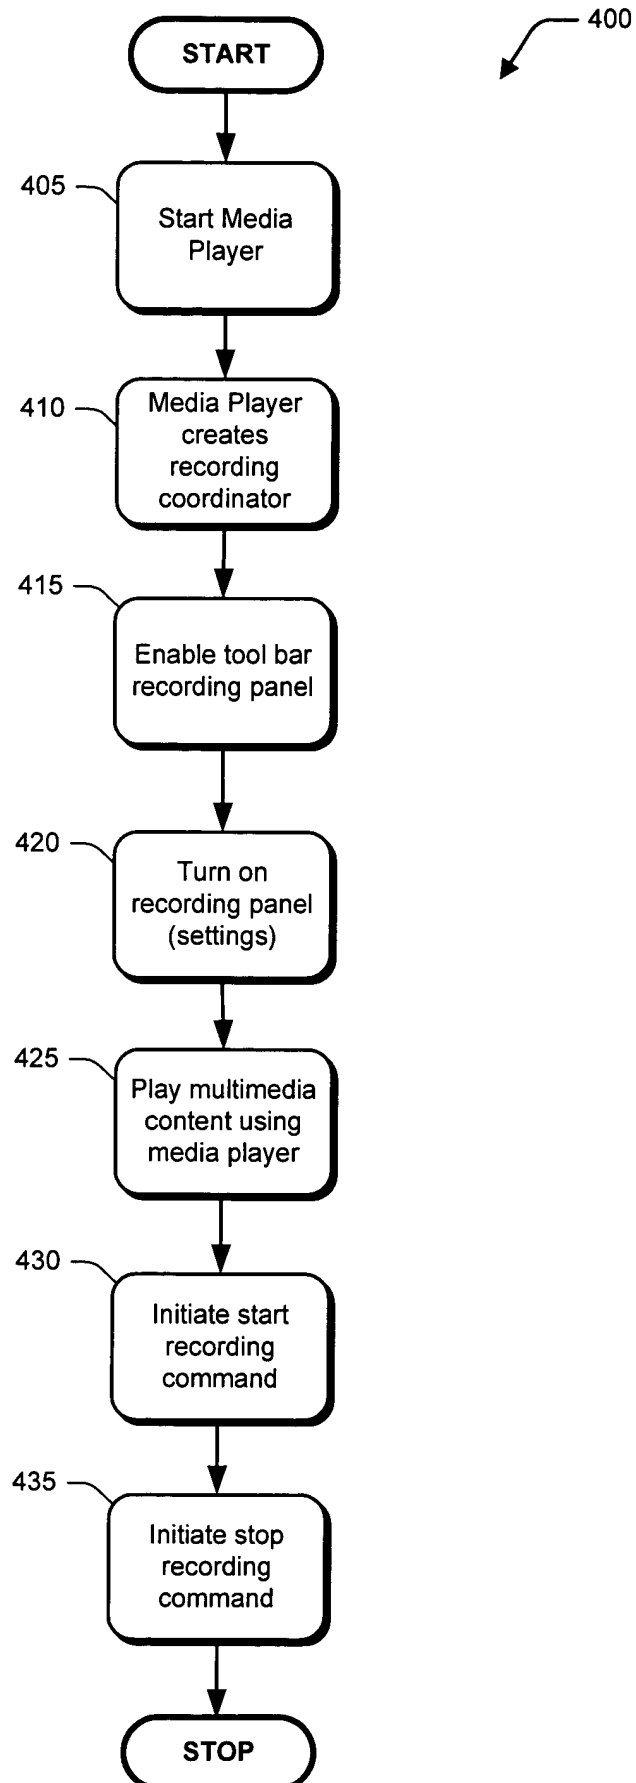 400
START
405
Start Media
Player
410
Media Player
creates
recording
coordinator
415
Enable tool bar
recording panel
420
Turn on
recording panel
(settings)
425
Play multimedia
content using
media player
430
Initiate start
recording
command
435
Initiate stop
recording
command
STOP